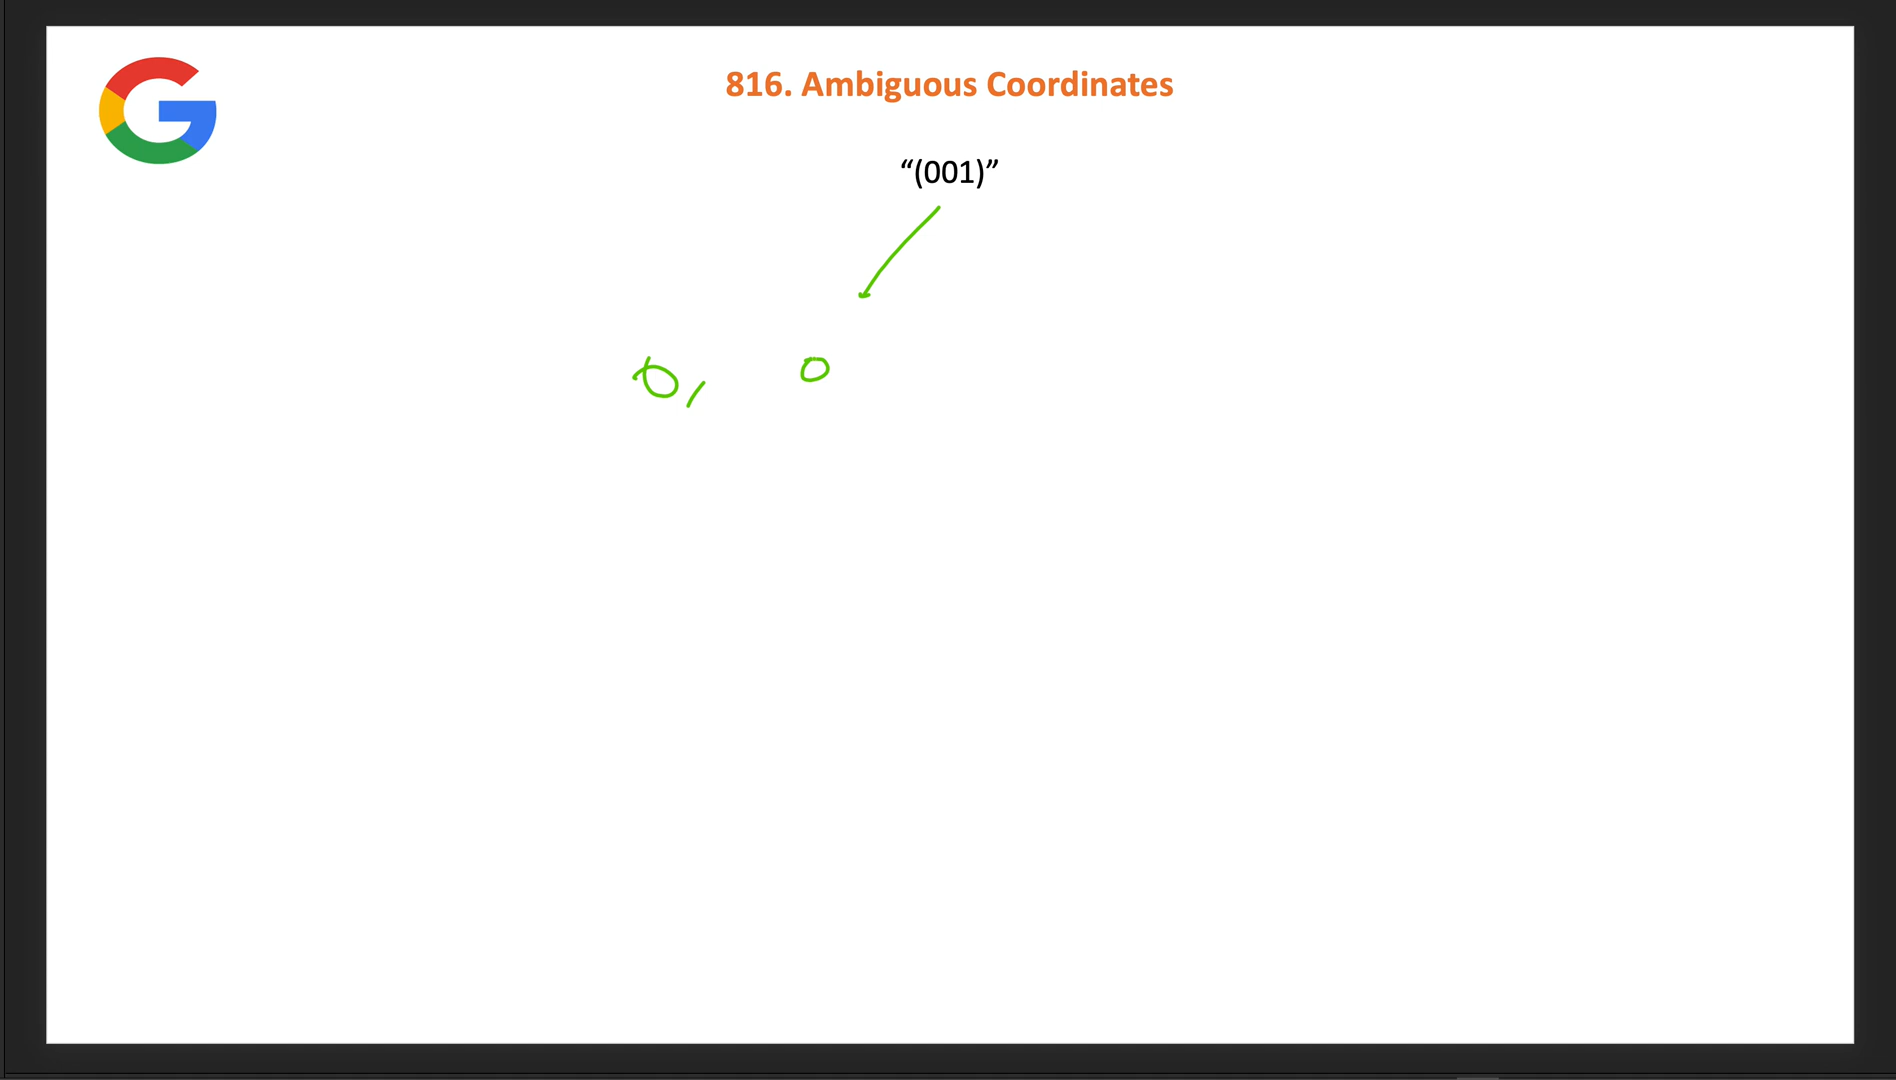 816. Ambiguous Coordinates
“(001)”
0, 0